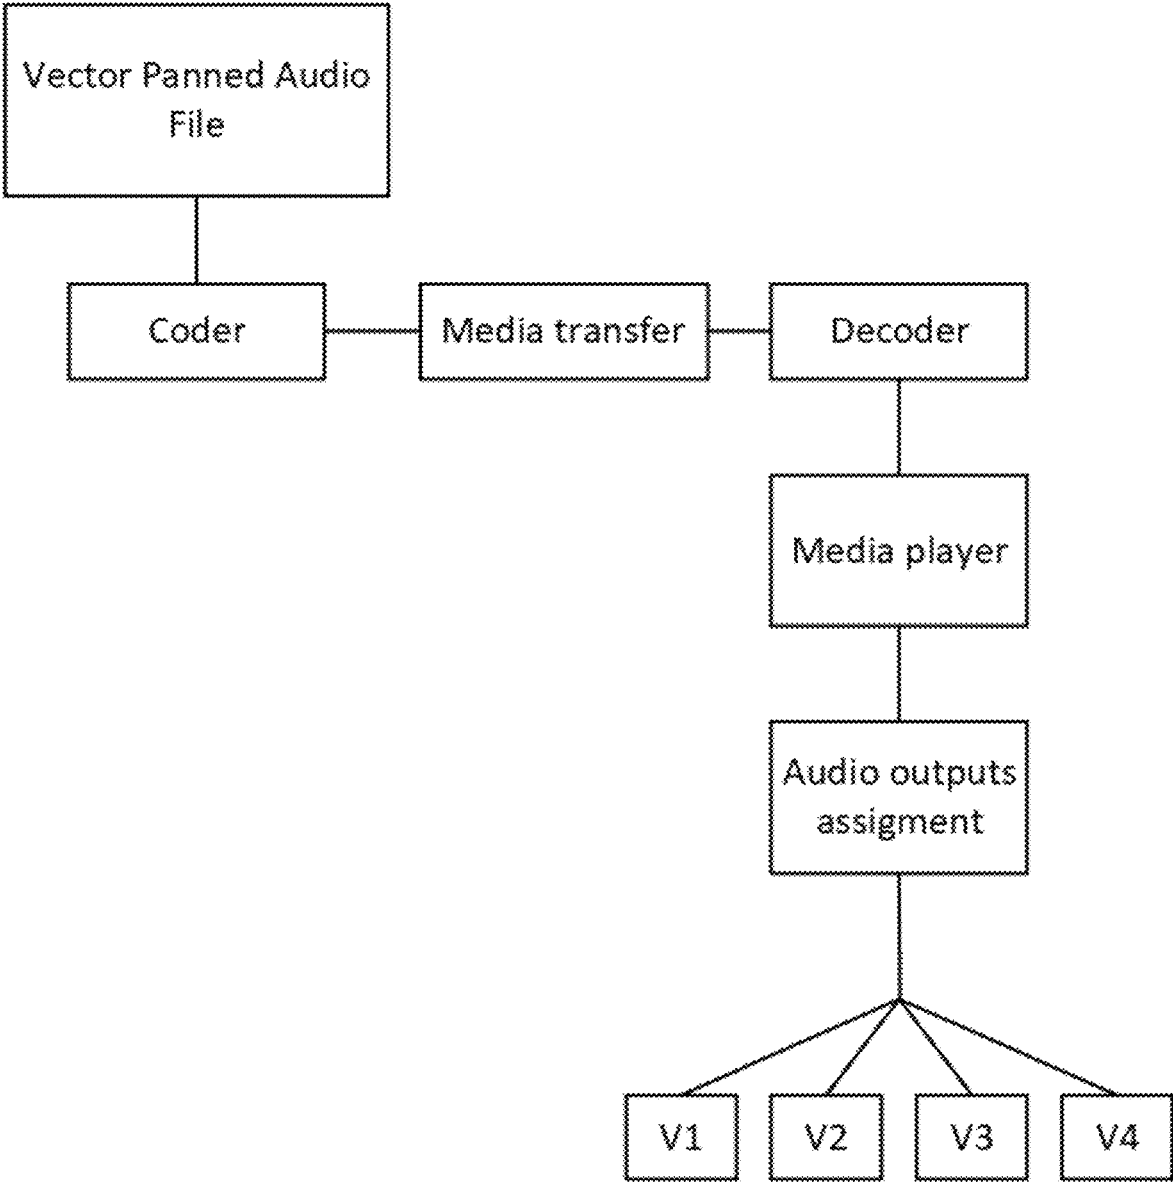 Vector Panned Audio
File
Coder
Media transfer
Decoder
Media player
Audio outputs
assigment
V1
V2
V3
V4